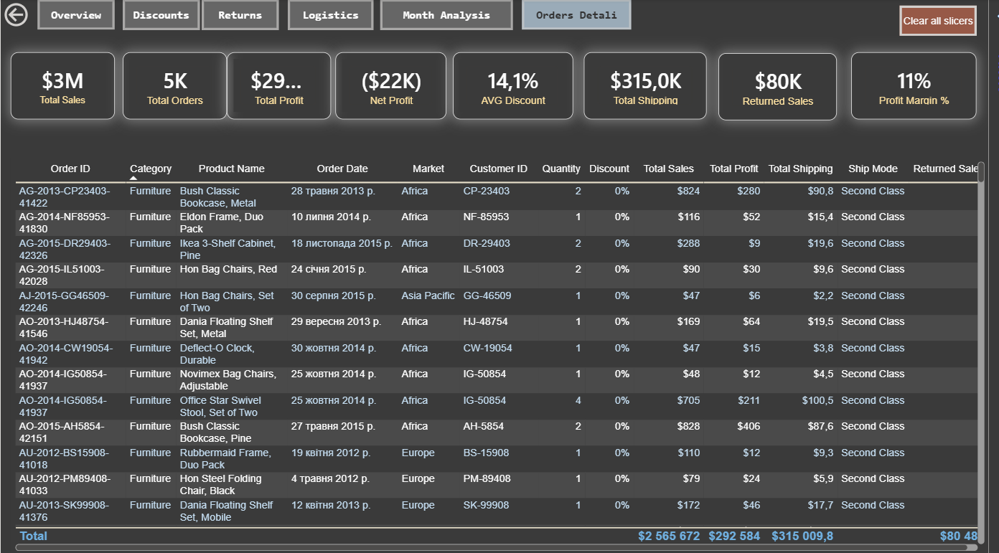 Overview Discounts Returns Logistics Month Analysis Orders Detali
Clear all slicers
$3M 5K $29... ($22K) 14,1% $315,0K $80K 11%
Total Sales Total Orders Total Profit Net Profit AVG Discount Total Shipping Returned Sales Profit Margin %
Order ID Category Product Name Order Date Market Customer ID Quantity Discount Total Sales Total Profit Total Shipping Ship Mode Returned Sale
AG-2013-CP23403- Furniture Bush Classic 28 травня 2013 р. Africa CP-23403 2 0% $824 $280 $90,8 Second Class
41422 Bookcase, Metal
AG-2014-NF85953- Furniture Eldon Frame, Duo 10 липня 2014 р. Africa NF-85953 1 0% $116 $52 $15,4 Second Class
41830 Pack
AG-2015-DR29403- Furniture Ikea 3-Shelf Cabinet, 18 листопада 2015 р. Africa DR-29403 2 0% $288 $9 $19,6 Second Class
42326 Pine
AG-2015-IL51003- Furniture Hon Bag Chairs, Red 24 січня 2015 р. Africa IL-51003 2 0% $90 $30 $9,6 Second Class
42028
AJ-2015-GG46509- Furniture Hon Bag Chairs, Set 30 серпня 2015 р. Asia Pacific GG-46509 1 0% $47 $6 $2,2 Second Class
42246 of Two
AO-2013-HJ48754- Furniture Dania Floating Shelf 29 вересня 2013 р. Africa HJ-48754 1 0% $169 $64 $19,5 Second Class
41546 Set, Metal
AO-2014-CW19054- Furniture Deflect-O Clock, 30 жовтня 2014 р. Africa CW-19054 1 0% $47 $15 $3,8 Second Class
41942 Durable
AO-2014-IG50854- Furniture Novimex Bag Chairs, 25 жовтня 2014 р. Africa IG-50854 1 0% $48 $12 $4,5 Second Class
41937 Adjustable
AO-2014-IG50854- Furniture Office Star Swivel 25 жовтня 2014 р. Africa IG-50854 4 0% $705 $211 $100,5 Second Class
41937 Stool, Set of Two
AO-2015-AH5854- Furniture Bush Classic 27 травня 2015 р. Africa AH-5854 2 0% $828 $406 $87,6 Second Class
42151 Bookcase, Pine
AU-2012-BS15908- Furniture Rubbermaid Frame, 19 квітня 2012 р. Europe BS-15908 1 0% $110 $12 $9,3 Second Class
41018 Duo Pack
AU-2012-PM89408- Furniture Hon Steel Folding 4 травня 2012 р. Europe PM-89408 1 0% $79 $24 $5,9 Second Class
41033 Chair, Black
AU-2013-SK99908- Furniture Dania Floating Shelf 12 квітня 2013 р. Europe SK-99908 1 0% $172 $46 $17,7 Second Class
41376 Set, Mobile
Total $2 565 672 $292 584 $315 009,8 $80 48